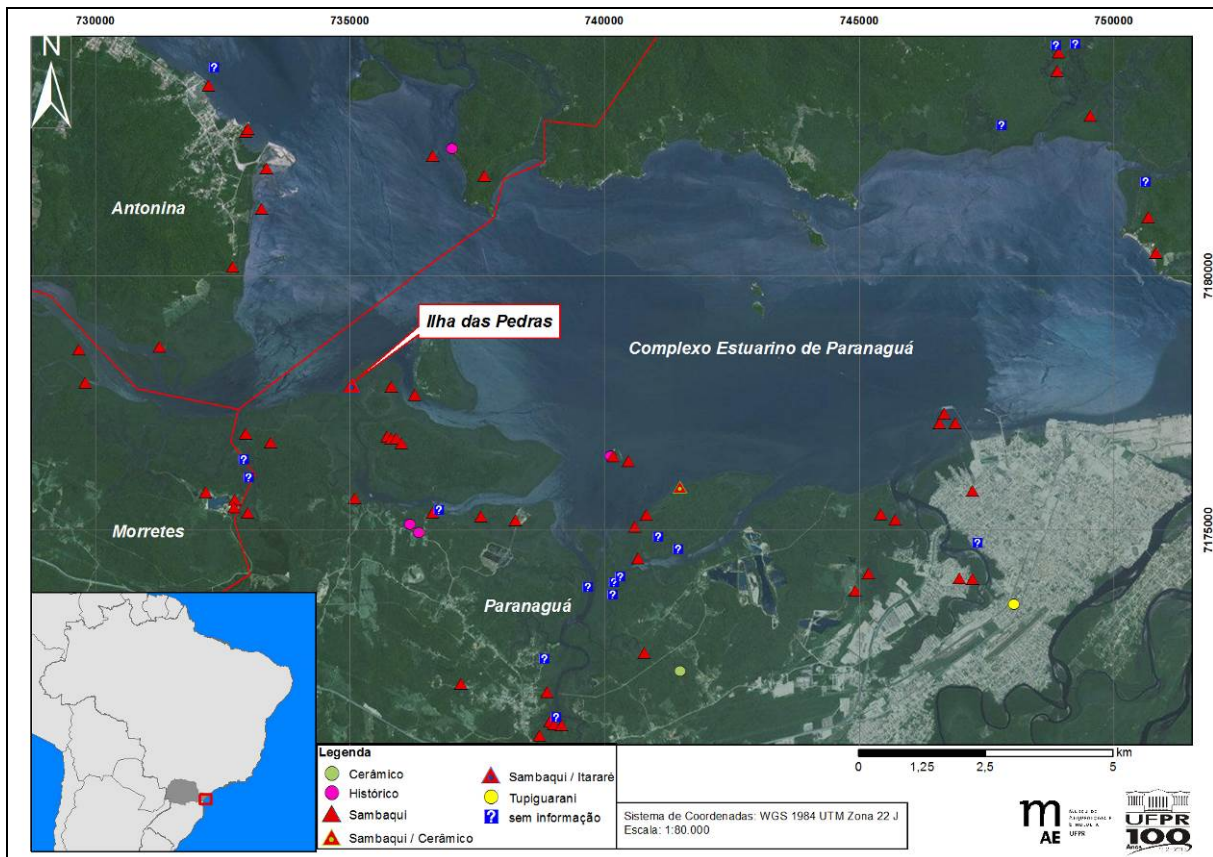 730000
735000
740000
745000
750000
N
Antonina
7180000
Ilha das Pedras
Complexo Estuarino de Paranaguá
Morretes
7175000
Paranaguá
Legenda
Cerâmico
Histórico
Sambaqui
Sambaqui / Cerâmico
Sambaqui / Itararé
Tupiguarani
sem informação
Sistema de Coordenadas: WGS 1984 UTM Zona 22 J
Escala: 1:80.000
km
0 1,25 2,5 5
m
AE
UFPR
UFPR
100